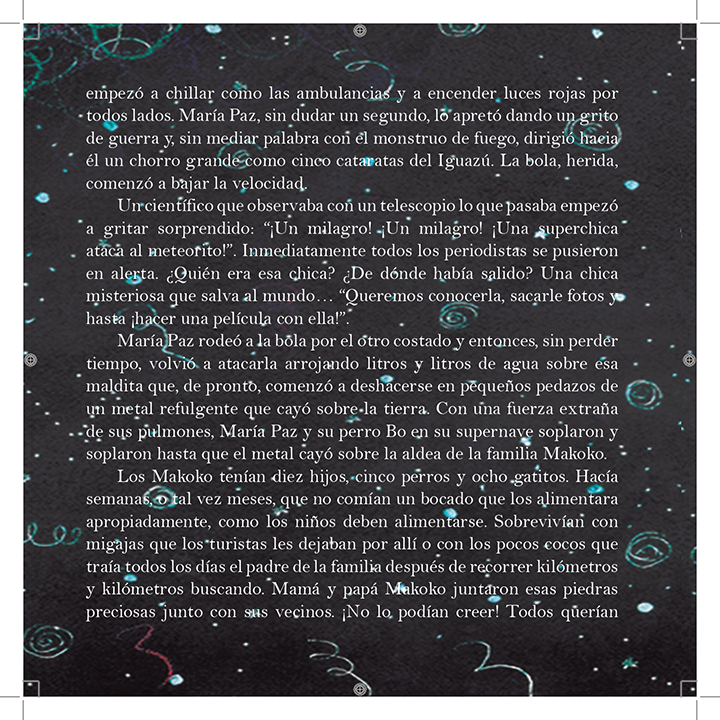 empezó a chillar como las ambulancias y a encender luces rojas por
todos lados. María Paz, sin dudar un segundo, lo apretó dando un grito
de guerra y, sin mediar palabra con el monstruo de fuego, dirigió hacia
él un chorro grande como cinco cataratas del Iguazú. La bola, herida,
comenzó a bajar la velocidad.
Un científico que observaba con un telescopio lo que pasaba empezó
a gritar sorprendido: “¡Un milagro! ¡Un milagro! ¡Una superchica
ataca al meteorito!”. Inmediatamente todos los periodistas se pusieron
en alerta. ¿Quién era esa chica? ¿De dónde había salido? Una chica
misteriosa que salva al mundo… “Queremos conocerla, sacarle fotos y
hasta ¡hacer una película con ella!”.
María Paz rodeó a la bola por el otro costado y entonces, sin perder
tiempo, volvió a atacarla arrojando litros y litros de agua sobre esa
maldita que, de pronto, comenzó a deshacerse en pequeños pedazos de
un metal refulgente que cayó sobre la tierra. Con una fuerza extraña
de sus pulmones, María Paz y su perro Bo en su supernave soplaron y
soplaron hasta que el metal cayó sobre la aldea de la familia Makoko.
Los Makoko tenían diez hijos, cinco perros y ocho gatitos. Hacía
semanas, o tal vez meses, que no comían un bocado que los alimentara
apropiadamente, como los niños deben alimentarse. Sobrevivían con
migajas que los turistas les dejaban por allí o con los pocos cocos que
traía todos los días el padre de la familia después de recorrer kilómetros
y kilómetros buscando. Mamá y papá Makoko juntaron esas piedras
preciosas junto con sus vecinos. ¡No lo podían creer! Todos querían